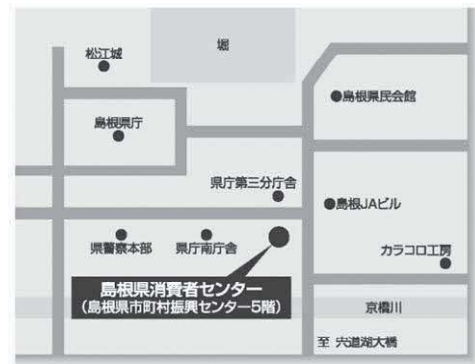 堀
松江城
島根県民会館
島根県庁
県庁第三分庁舎
島根JAビル
県警察本部
県庁南庁舎
カラコロ工房
島根県消費者センター
（島根県市町村振興センター5階）
京橋川
至 宍道湖大橋